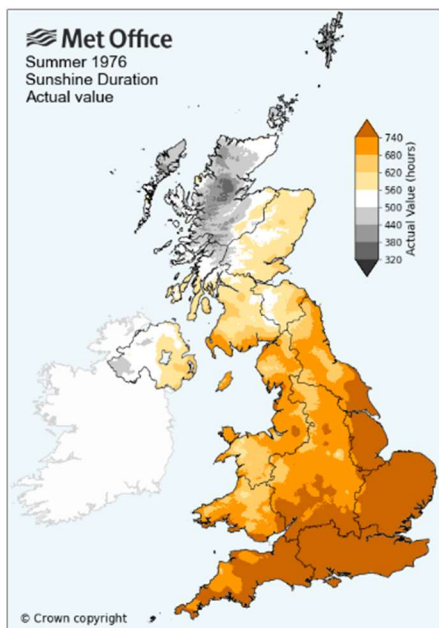 Met Office
Summer 1976
Sunshine Duration
Actual value
740
680
620
560
500
440
380
320
Actual Value (hours)
© Crown copyright